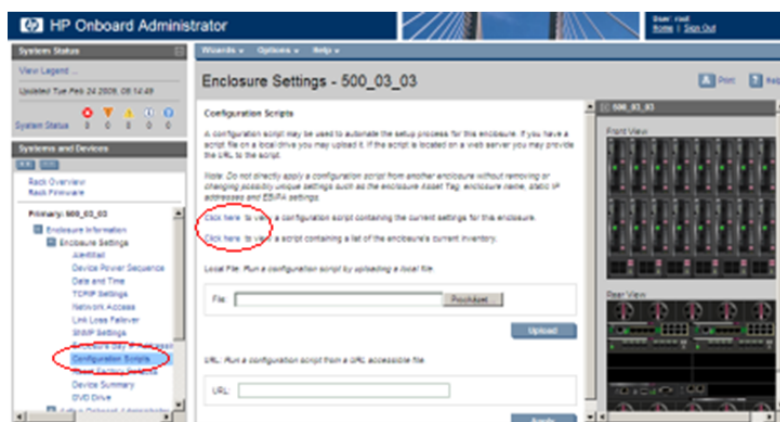 HP Onboard Administrator
User: root
Home | Sign Out
System Status
Wizards Options Help
View Legend ...
Updated Tue Feb 24 2009, 08:14:49
System Status 0 0 0 0 0
Systems and Devices
Rack Overview
Rack Firmware
Primary: 500_03_03
Enclosure Information
Enclosure Settings
AlertMail
Device Power Sequence
Date and Time
TCP/IP Settings
Network Access
Link Loss Failover
SNMP Settings
Configuration Scripts
Device Summary
DVD Drive
Enclosure Settings - 500_03_03
Print
Help
Configuration Scripts
A configuration script may be used to automate the setup process for this enclosure. If you have a
script file on a local drive you may upload it. If the script is located on a web server you may provide
the URL to the script.
Note: Do not directly apply a configuration script from another enclosure without removing or
changing possibly unique settings such as the enclosure Asset Tag, enclosure name, static IP
addresses and EBIPA settings.
Click here to view a configuration script containing the current settings for this enclosure.
Click here to view a script containing a list of the enclosure's current inventory.
Local File: Run a configuration script by uploading a local file.
File:
Upload
URL: Run a configuration script from a URL accessible file.
URL:
Apply
500_03_03
Front View
Rear View